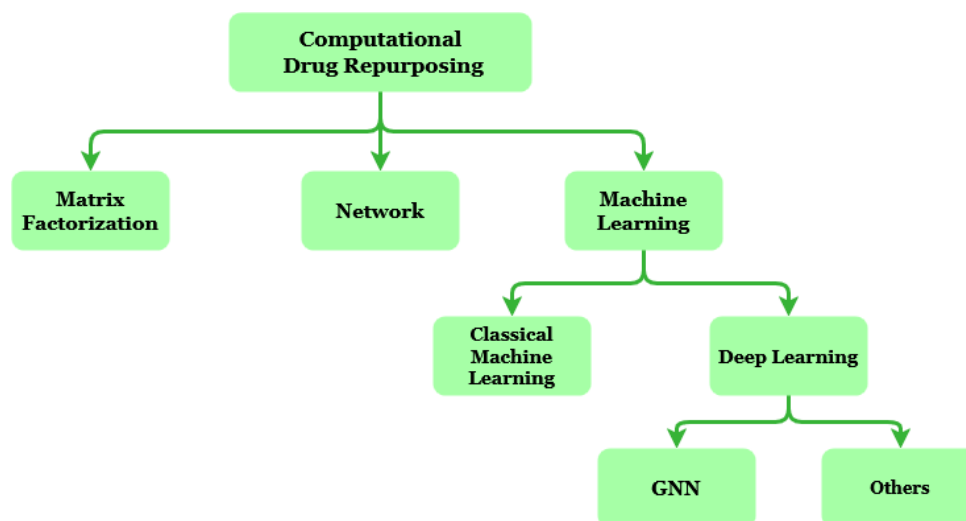 Computational
Drug Repurposing
Matrix
Factorization
Network
Machine
Learning
Classical
Machine
Learning
Deep Learning
GNN
Others